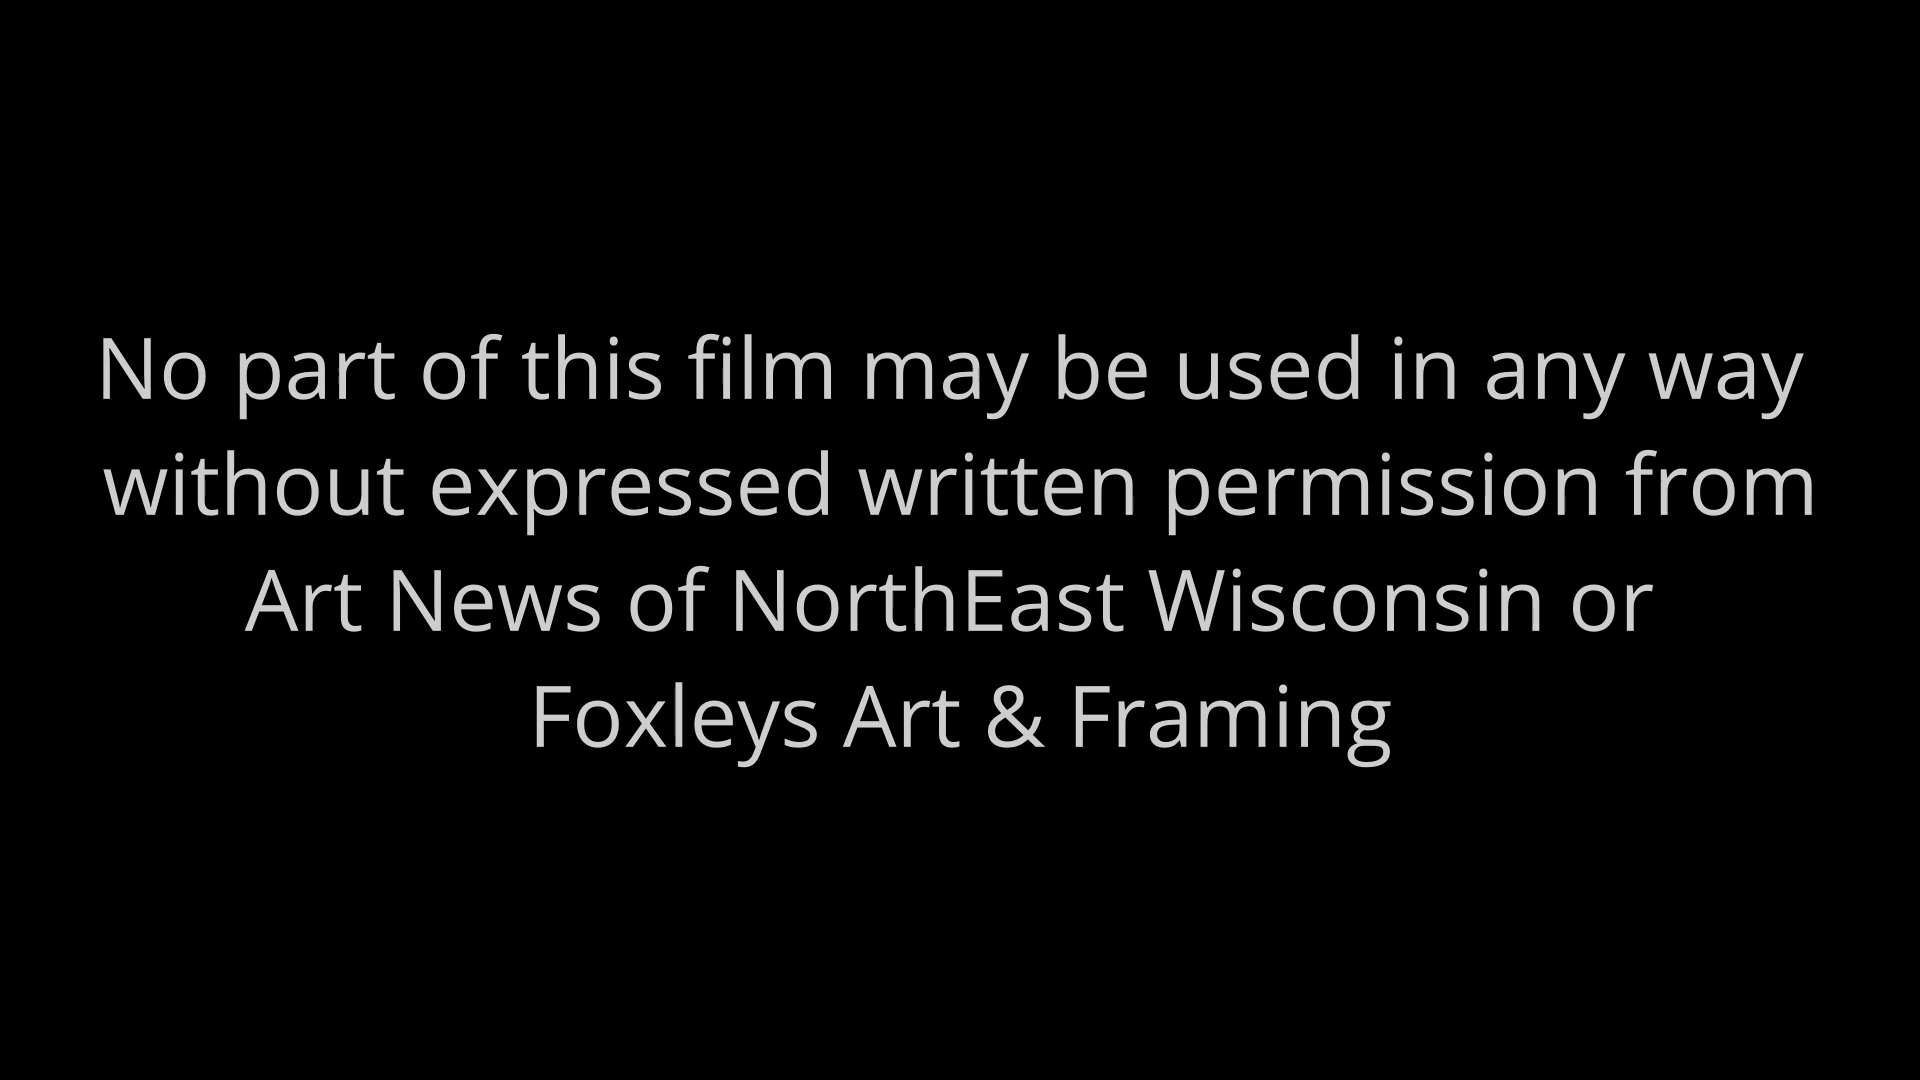 No part of this film may be used in any way
without expressed written permission from
Art News of NorthEast Wisconsin or
Foxleys Art & Framing